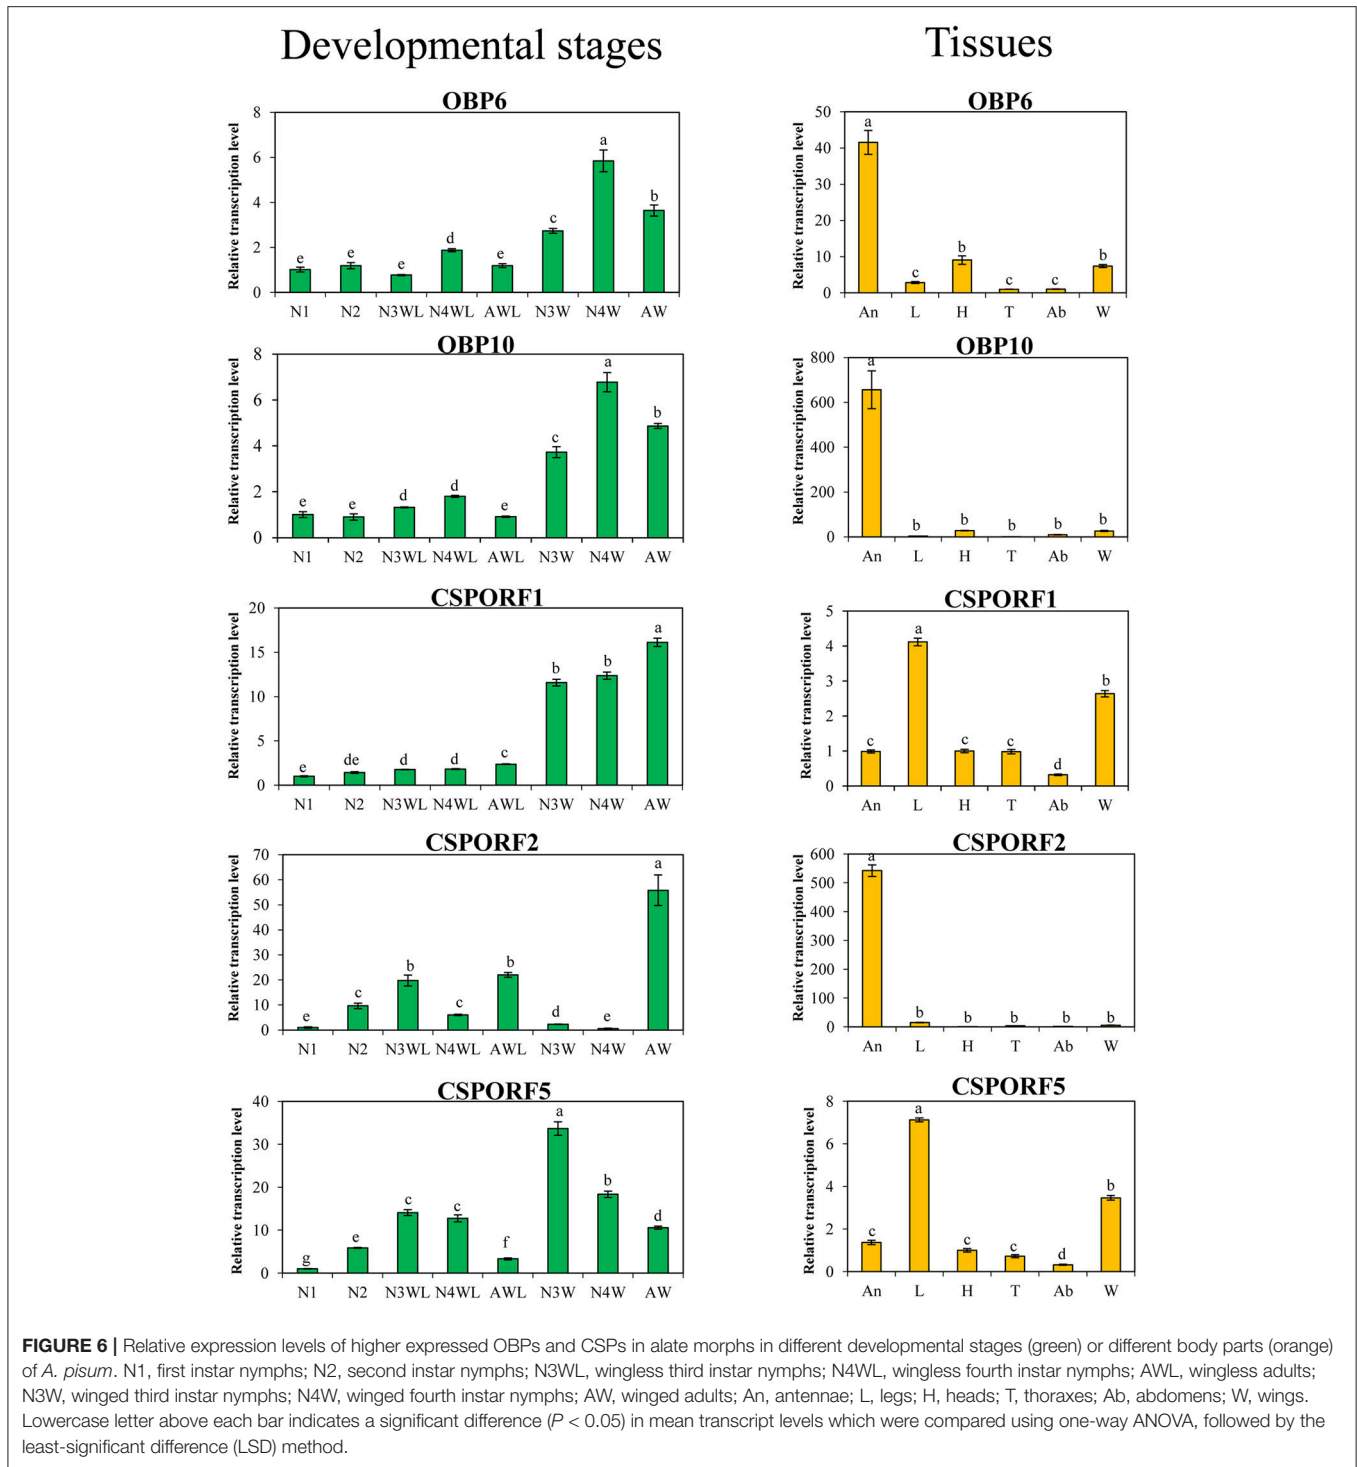 Developmental stages
Tissues
OBP6
Relative transcription level
8
6
4
2
0
e e e d e c a b
N1 N2 N3WL N4WL AWL N3W N4W AW
OBP6
Relative transcription level
50
40
30
20
10
0
a c b c c b
An L H T Ab W
OBP10
Relative transcription level
8
6
4
2
0
e e d d e c a b
N1 N2 N3WL N4WL AWL N3W N4W AW
OBP10
Relative transcription level
800
600
400
200
0
a b b b b b
An L H T Ab W
CSPORF1
Relative transcription level
20
15
10
5
0
e de d d c b b a
N1 N2 N3WL N4WL AWL N3W N4W AW
CSPORF1
Relative transcription level
5
4
3
2
1
0
c a c c d b
An L H T Ab W
CSPORF2
Relative transcription level
70
60
50
40
30
20
10
0
e c b c b d e a
N1 N2 N3WL N4WL AWL N3W N4W AW
CSPORF2
Relative transcription level
600
500
400
300
200
100
0
a b b b b b
An L H T Ab W
CSPORF5
Relative transcription level
40
30
20
10
0
g e c c f a b d
N1 N2 N3WL N4WL AWL N3W N4W AW
CSPORF5
Relative transcription level
8
6
4
2
0
c a c c d b
An L H T Ab W
FIGURE 6 | Relative expression levels of higher expressed OBPs and CSPs in alate morphs in different developmental stages (green) or different body parts (orange)
of A. pisum. N1, first instar nymphs; N2, second instar nymphs; N3WL, wingless third instar nymphs; N4WL, wingless fourth instar nymphs; AWL, wingless adults;
N3W, winged third instar nymphs; N4W, winged fourth instar nymphs; AW, winged adults; An, antennae; L, legs; H, heads; T, thoraxes; Ab, abdomens; W, wings.
Lowercase letter above each bar indicates a significant difference (P < 0.05) in mean transcript levels which were compared using one-way ANOVA, followed by the
least-significant difference (LSD) method.